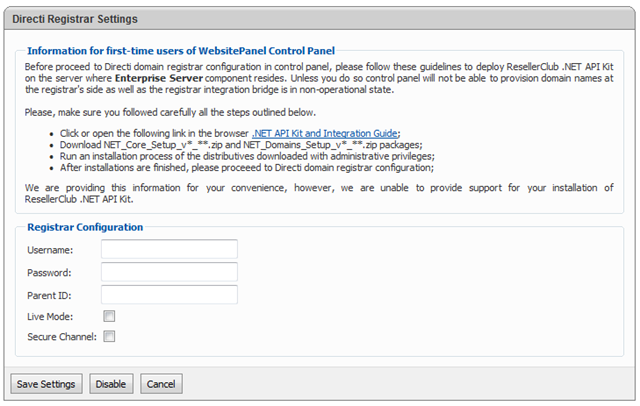 Directi Registrar Settings
Information for first-time users of WebsitePanel Control Panel
Before proceed to Directi domain registrar configuration in control panel, please follow these guidelines to deploy ResellerClub .NET API Kit
on the server where Enterprise Server component resides. Unless you do so control panel will not be able to provision domain names at
the registrar's side as well as the registrar integration bridge is in non-operational state.
Please, make sure you followed carefully all the steps outlined below.
• Click or open the following link in the browser .NET API Kit and Integration Guide;
• Download NET_Core_Setup_v*_**.zip and NET_Domains_Setup_v*_**.zip packages;
• Run an installation process of the distributives downloaded with administrative privileges;
• After installations are finished, please proceeed to Directi domain registrar configuration;
We are providing this information for your convenience, however, we are unable to provide support for your installation of
ResellerClub .NET API Kit.
Registrar Configuration
Username:
Password:
Parent ID:
Live Mode:
Secure Channel:
Save Settings Disable Cancel